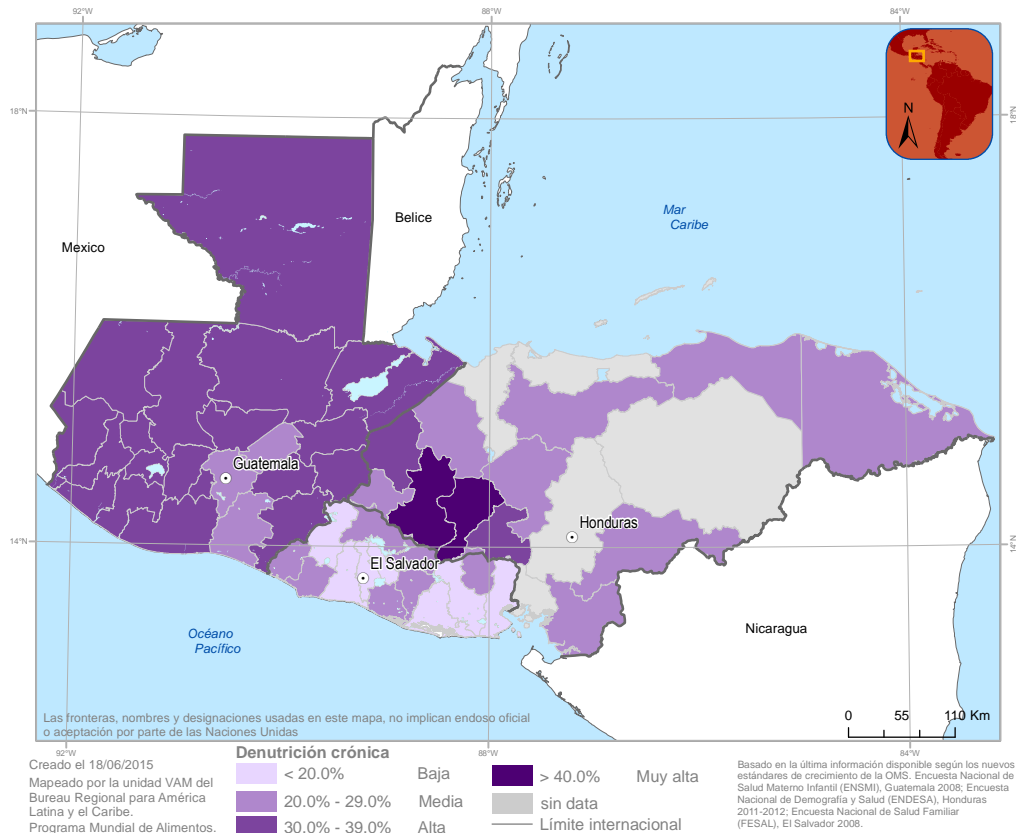 92°W
88°W
84°W
18°N
18°N
N
Belice
Mar
Caribe
Mexico
Guatemala
Honduras
14°N
14°N
El Salvador
Océano
Pacífico
Nicaragua
Las fronteras, nombres y designaciones usadas en este mapa, no implican endoso oficial
o aceptación por parte de las Naciones Unidas
0 55 110 Km
92°W
88°W
84°W
Creado el 18/06/2015
Mapeado por la unidad VAM del
Bureau Regional para América
Latina y el Caribe.
Programa Mundial de Alimentos.
Denutrición crónica
< 20.0% Baja
20.0% - 29.0% Media
30.0% - 39.0% Alta
> 40.0% Muy alta
sin data
Límite internacional
Basado en la última información disponible según los nuevos
estándares de crecimiento de la OMS. Encuesta Nacional de
Salud Materno Infantil (ENSMI), Guatemala 2008; Encuesta
Nacional de Demografía y Salud (ENDESA), Honduras
2011-2012; Encuesta Nacional de Salud Familiar
(FESAL), El Salvador 2008.